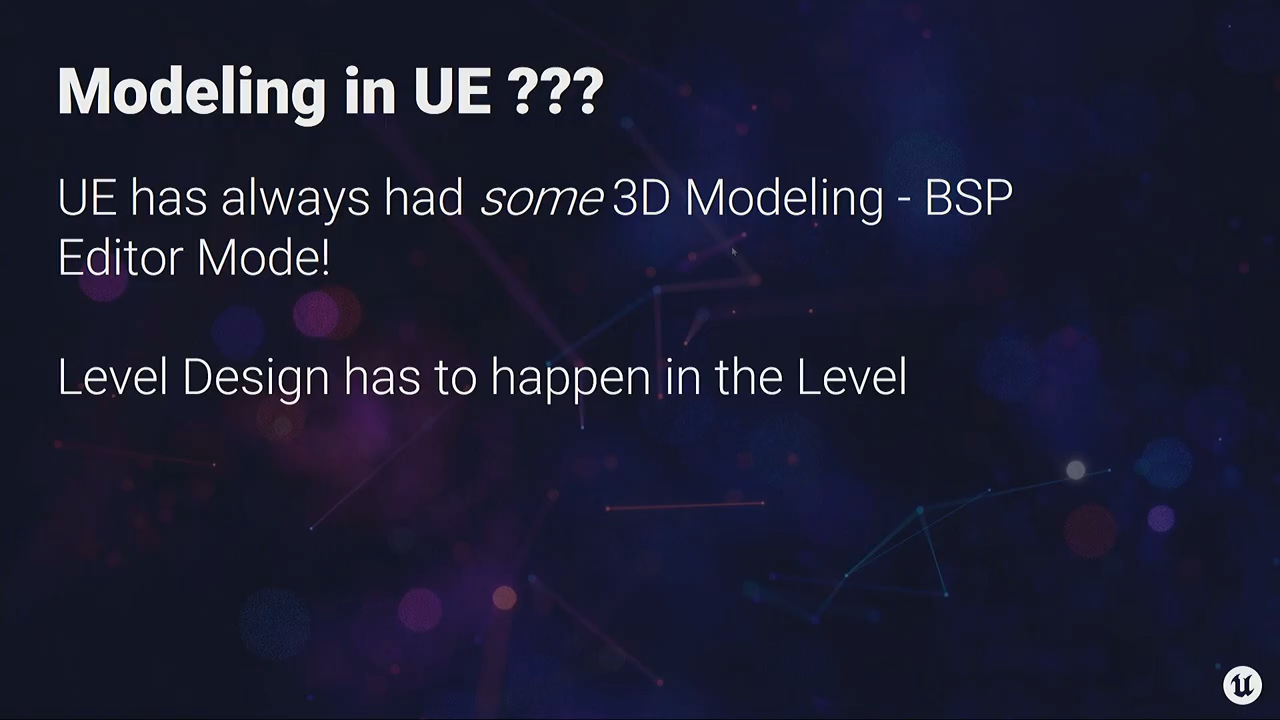 Modeling in UE ???
UE has always had some 3D Modeling - BSP
Editor Mode!
Level Design has to happen in the Level